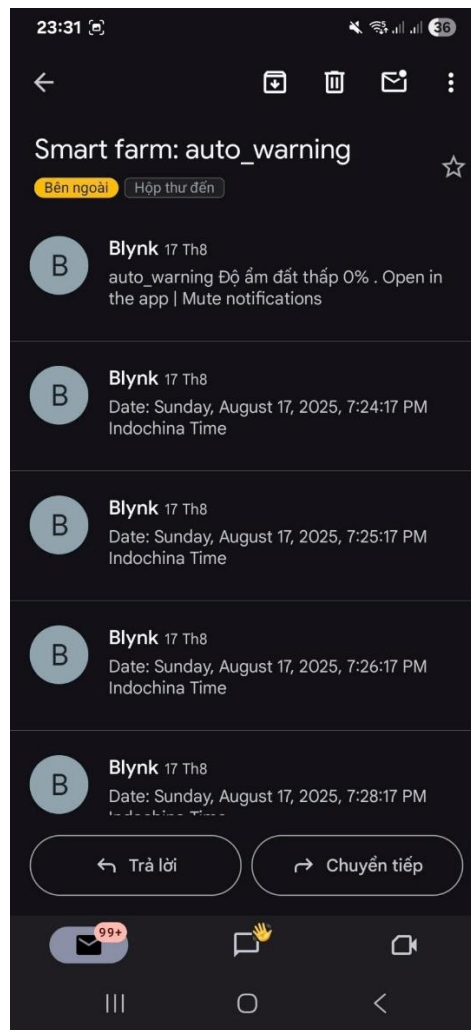 23:31
36
Smart farm: auto_warning
Bên ngoài Hộp thư đến
B
Blynk 17 Th8
auto_warning Độ ẩm đất thấp 0% . Open in
the app | Mute notifications
B
Blynk 17 Th8
Date: Sunday, August 17, 2025, 7:24:17 PM
Indochina Time
B
Blynk 17 Th8
Date: Sunday, August 17, 2025, 7:25:17 PM
Indochina Time
B
Blynk 17 Th8
Date: Sunday, August 17, 2025, 7:26:17 PM
Indochina Time
B
Blynk 17 Th8
Date: Sunday, August 17, 2025, 7:28:17 PM
Indochina Time
Trả lời
Chuyển tiếp
99+